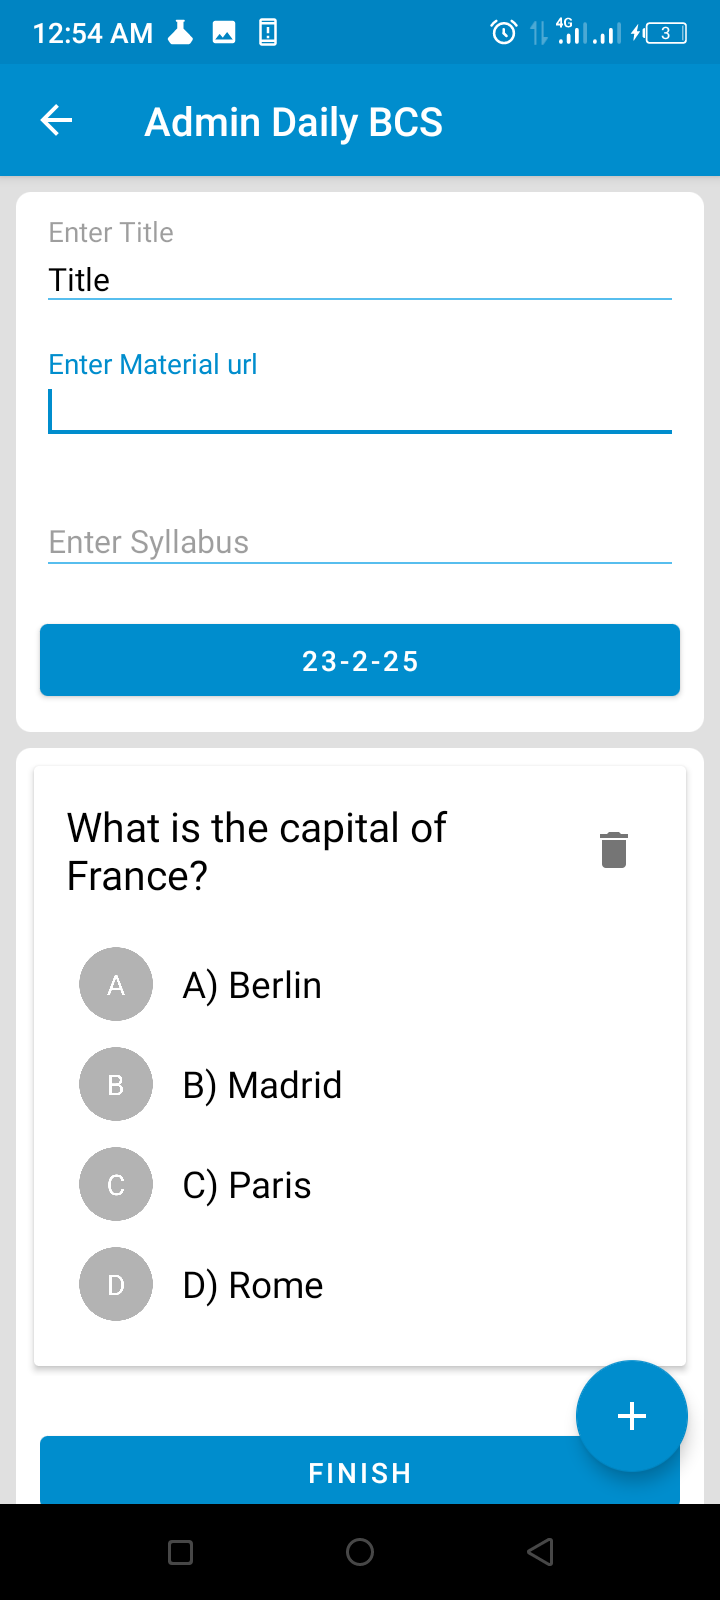 12:54 AM 4G 3
Admin Daily BCS
Enter Title
Title
Enter Material url
Enter Syllabus
23-2-25
What is the capital of
France?
A A) Berlin
B B) Madrid
C C) Paris
D D) Rome
+
FINISH